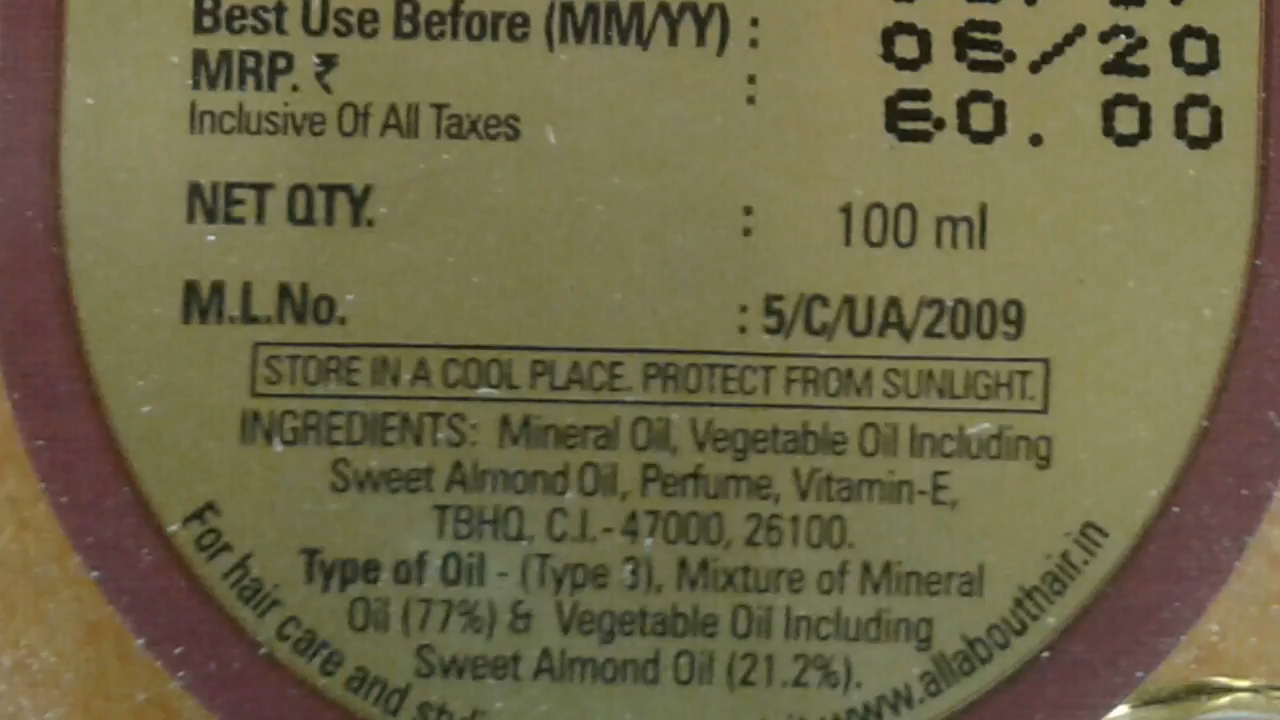 Best Use Before (MM/YY) : 06/20
MRP. ₹ : 60.00
Inclusive Of All Taxes
NET QTY. : 100 ml
M.L.No. : 5/C/UA/2009
STORE IN A COOL PLACE. PROTECT FROM SUNLIGHT.
INGREDIENTS: Mineral Oil, Vegetable Oil Including
Sweet Almond Oil, Perfume, Vitamin-E,
TBHQ, C.I.- 47000, 26100.
Type of Oil - (Type 3), Mixture of Mineral
Oil (77%) & Vegetable Oil Including
Sweet Almond Oil (21.2%).
For hair care and www.allabouthair.in